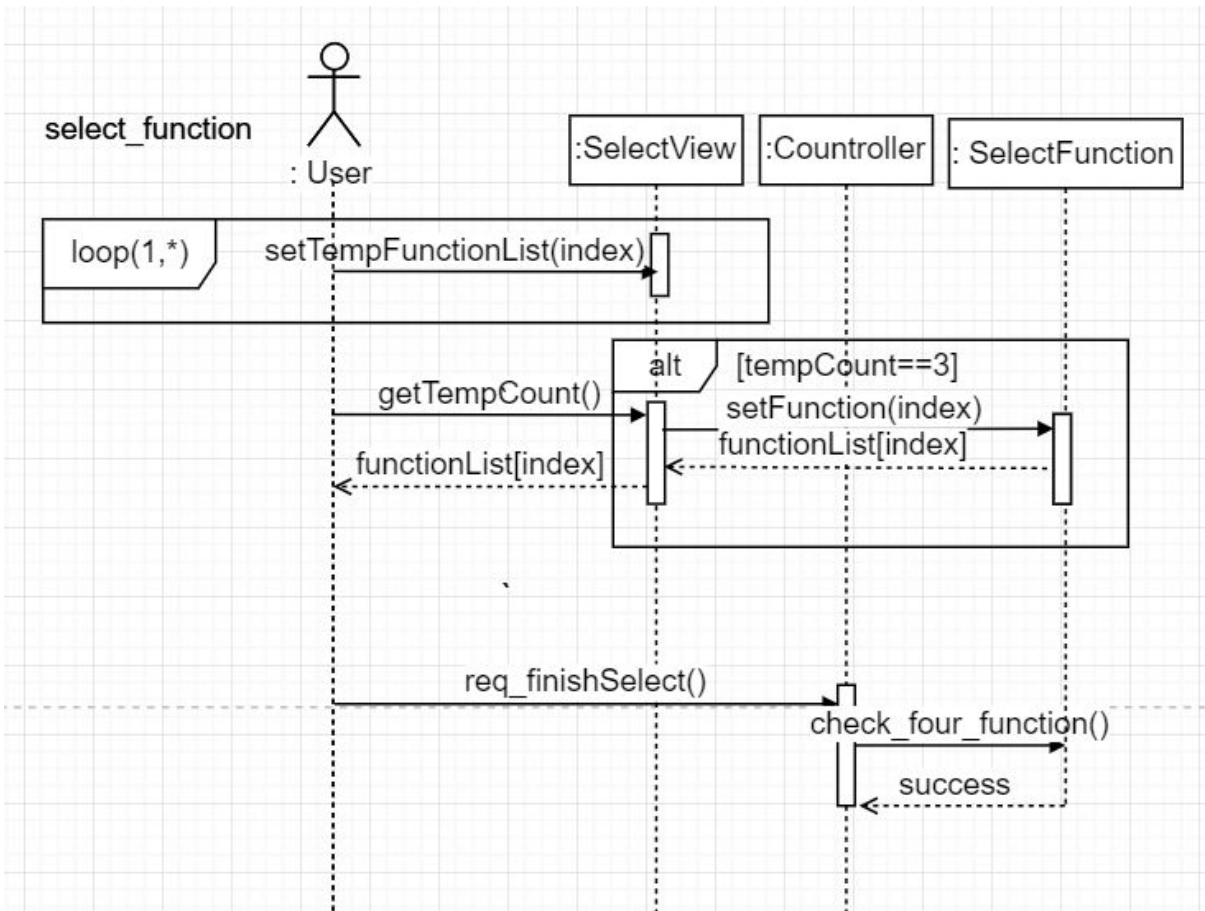 select_function
: User
:SelectView
:Countroller
: SelectFunction
loop(1,*)
setTempFunctionList(index)
alt
[tempCount==3]
getTempCount()
setFunction(index)
functionList[index]
functionList[index]
req_finishSelect()
check_four_function()
success